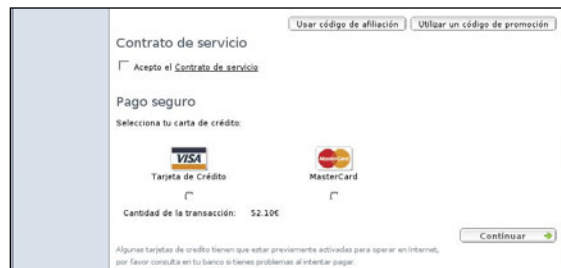 Usar código de afiliación Utilizar un código de promoción
Contrato de servicio
Acepto el Contrato de servicio
Pago seguro
Selecciona tu carta de crédito:
VISA MasterCard
Tarjeta de Crédito MasterCard
Cantidad de la transacción: 52.10€
Continuar
Algunas tarjetas de credito tienen que estar previamente activadas para operar en Internet,
por favor consulta en tu banco si tienes problemas al intentar pagar.